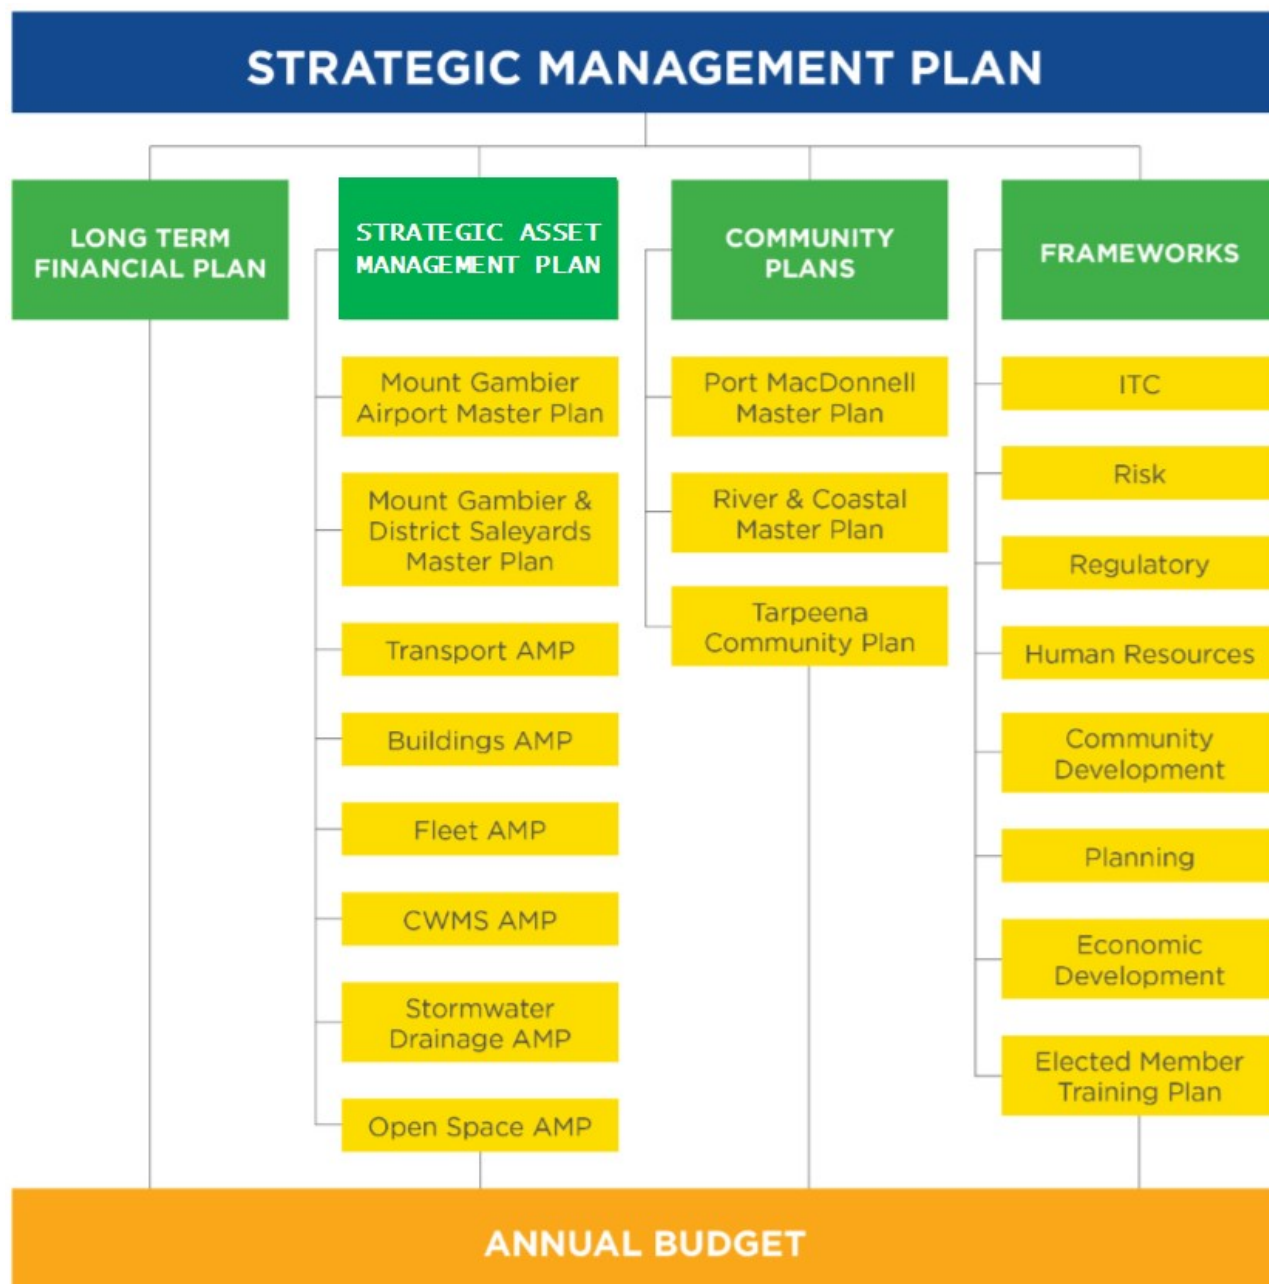 STRATEGIC MANAGEMENT PLAN
LONG TERM
FINANCIAL PLAN
STRATEGIC ASSET
MANAGEMENT PLAN
Mount Gambier
Airport Master Plan
Mount Gambier &
District Saleyards
Master Plan
Transport AMP
Buildings AMP
Fleet AMP
CWMS AMP
Stormwater
Drainage AMP
Open Space AMP
COMMUNITY
PLANS
Port MacDonnell
Master Plan
River & Coastal
Master Plan
Tarpeena
Community Plan
FRAMEWORKS
ITC
Risk
Regulatory
Human Resources
Community
Development
Planning
Economic
Development
Elected Member
Training Plan
ANNUAL BUDGET